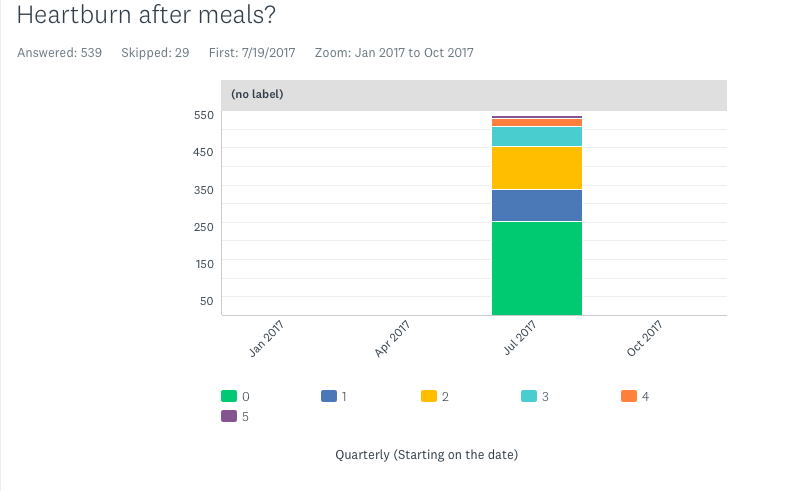 Heartburn after meals?
Answered: 539 Skipped: 29 First: 7/19/2017 Zoom: Jan 2017 to Oct 2017
(no label)
550
450
350
250
150
50
Jan 2017 Apr 2017 Jul 2017 Oct 2017
0 1 2 3 4
5
Quarterly (Starting on the date)